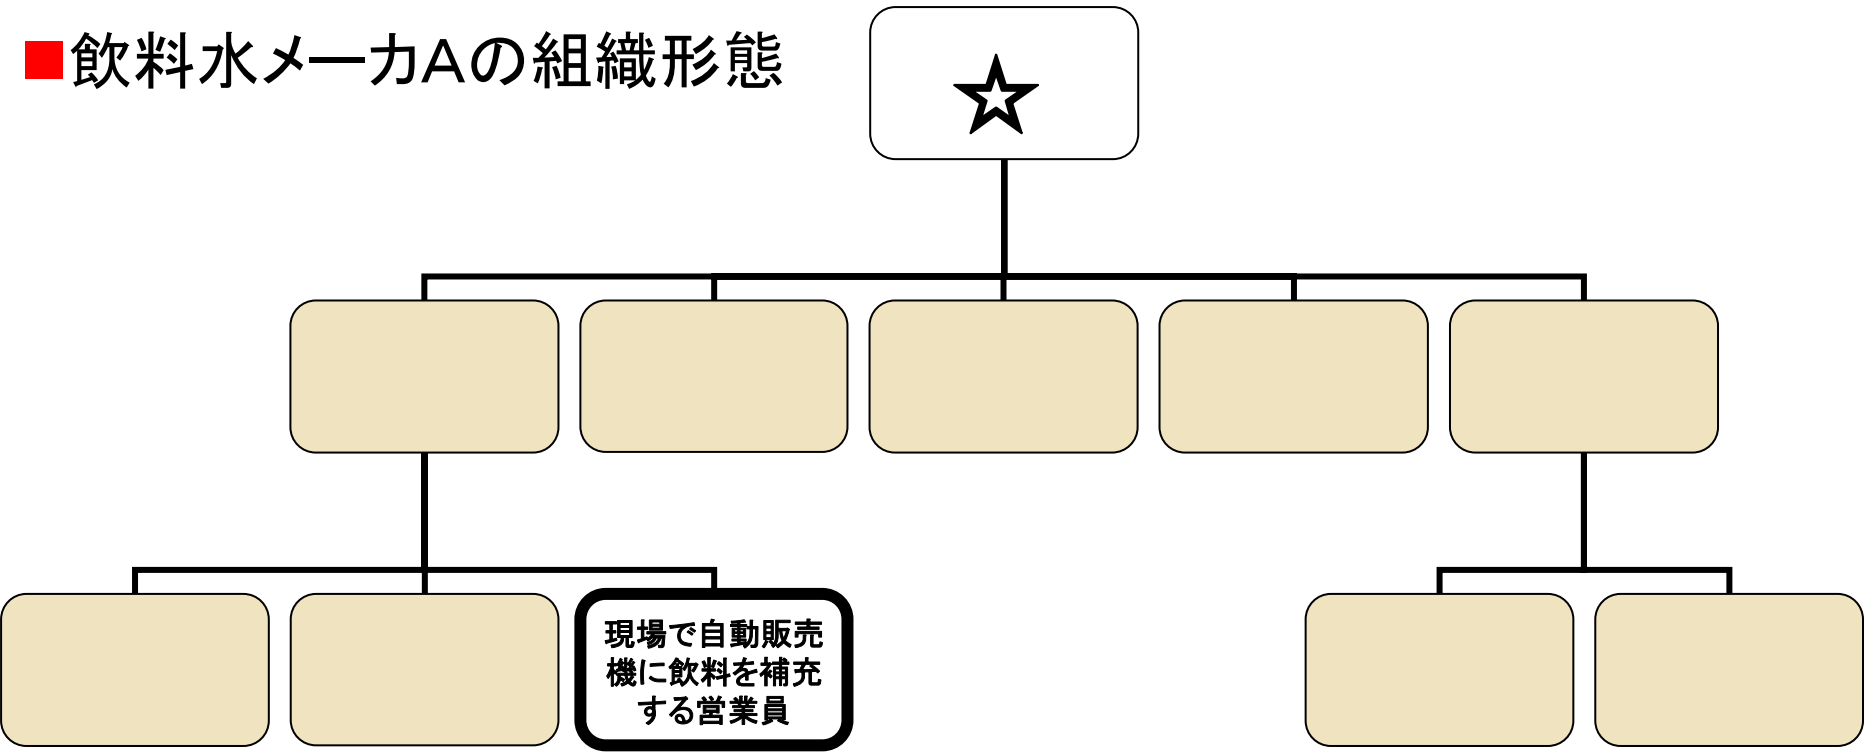 ■飲料水メーカAの組織形態
☆
現場で自動販売
機に飲料を補充
する営業員